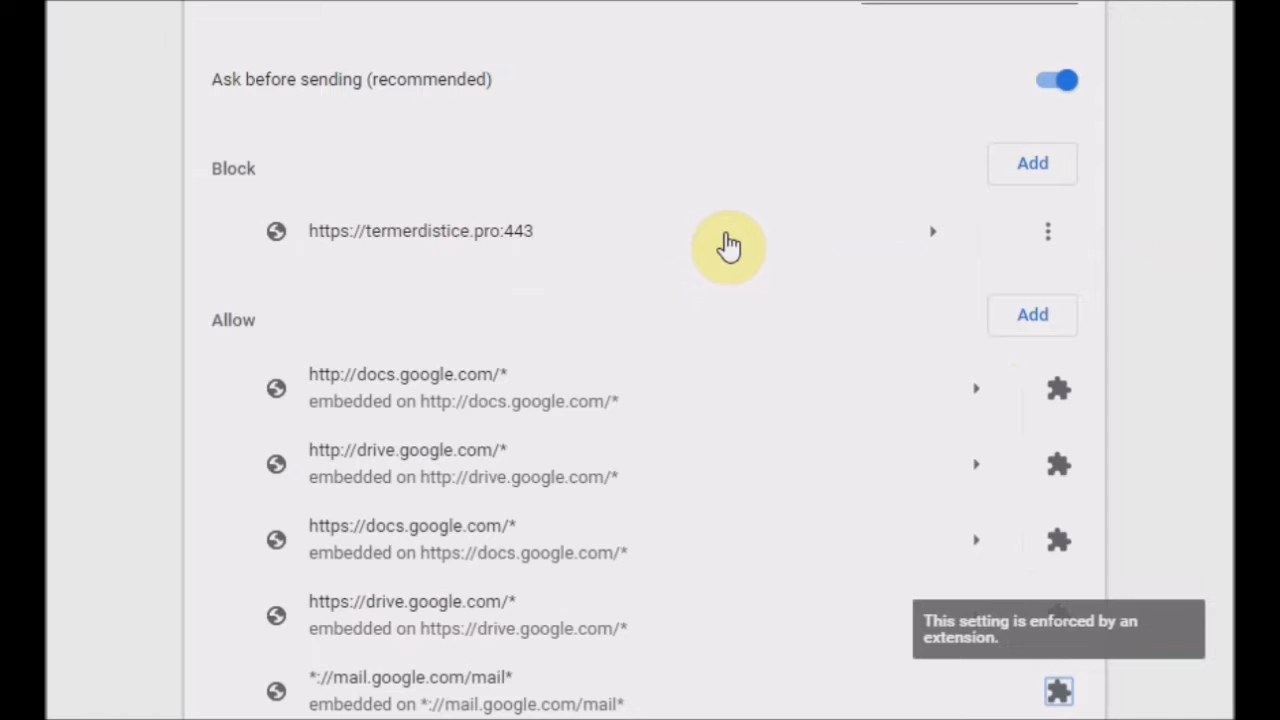 Ask before sending (recommended)
Block
Add
https://termerdistice.pro:443
Allow
Add
http://docs.google.com/*
embedded on http://docs.google.com/*
http://drive.google.com/*
embedded on http://drive.google.com/*
https://docs.google.com/*
embedded on https://docs.google.com/*
https://drive.google.com/*
embedded on https://drive.google.com/*
This setting is enforced by an
extension.
*://mail.google.com/mail*
embedded on *://mail.google.com/mail*